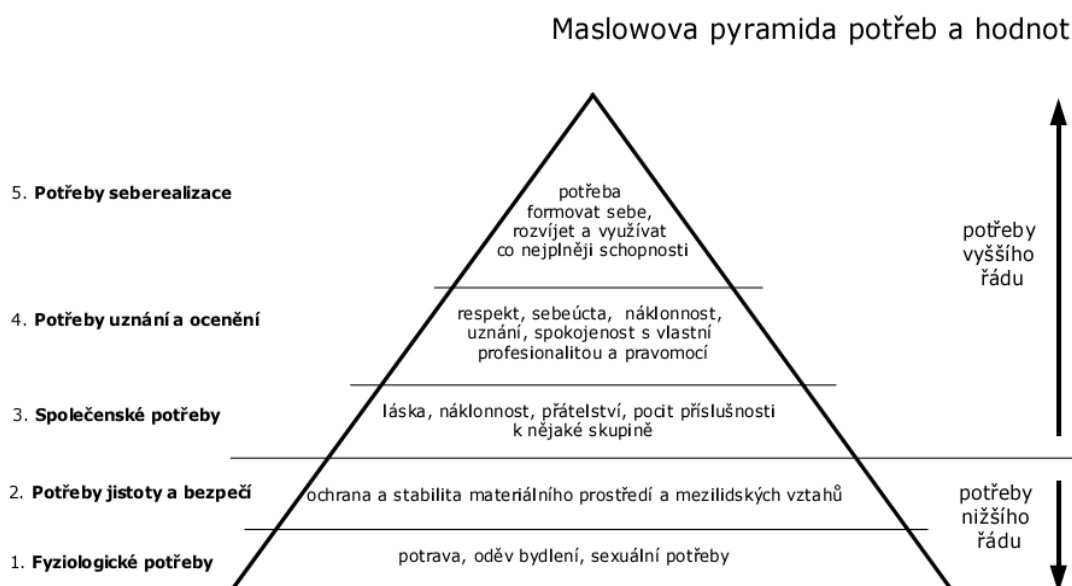 Maslowova pyramida potřeb a hodnot
5. Potřeby seberealizace
potřeba
formovat sebe,
rozvíjet a využívat
co nejplněji schopnosti
potřeby
vyššího
řádu
4. Potřeby uznání a ocenění
respekt, sebeúcta, náklonnost,
uznání, spokojenost s vlastní
profesionalitou a pravomocí
3. Společenské potřeby
láska, náklonnost, přátelství, pocit příslušnosti
k nějaké skupině
2. Potřeby jistoty a bezpečí
ochrana a stabilita materiálního prostředí a mezilidských vztahů
potřeby
nižšího
řádu
1. Fyziologické potřeby
potrava, oděv bydlení, sexuální potřeby